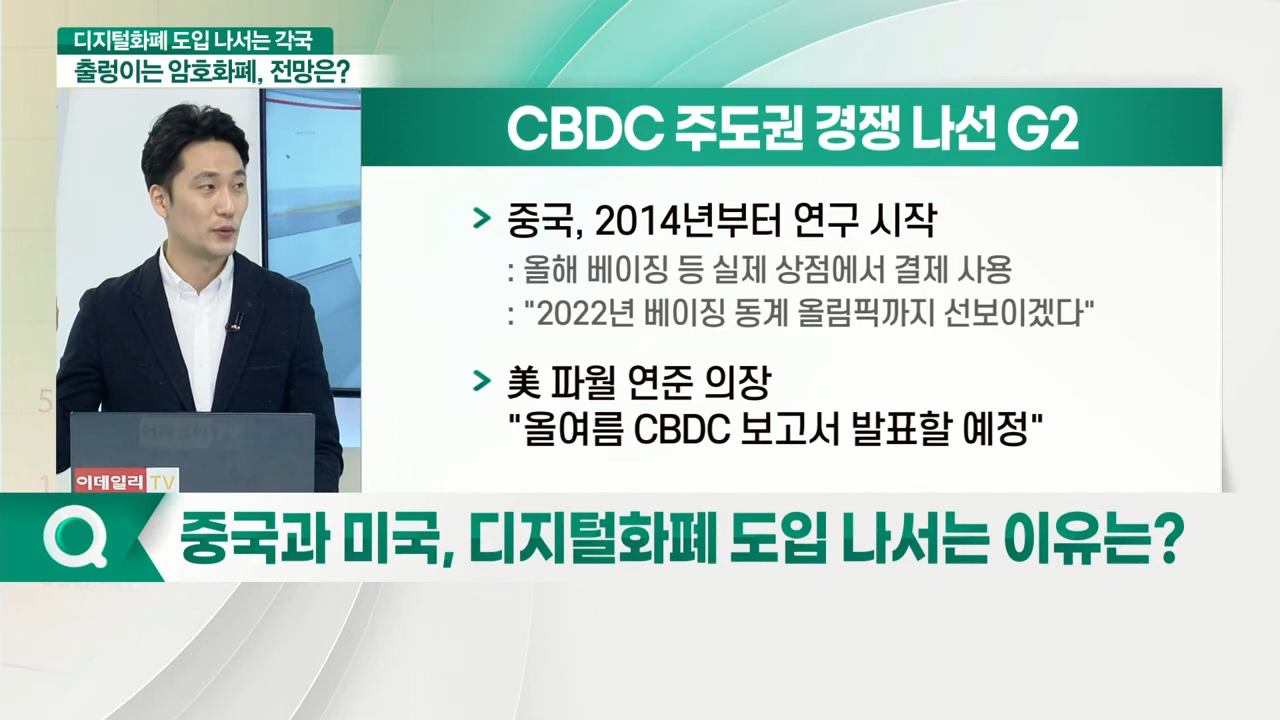 디지털화폐 도입 나서는 각국
출렁이는 암호화폐, 전망은?
CBDC 주도권 경쟁 나선 G2
> 중국, 2014년부터 연구 시작
: 올해 베이징 등 실제 상점에서 결제 사용
: "2022년 베이징 동계 올림픽까지 선보이겠다"
> 美 파월 연준 의장
"올여름 CBDC 보고서 발표할 예정"
이데일리 TV
Q 중국과 미국, 디지털화폐 도입 나서는 이유는?